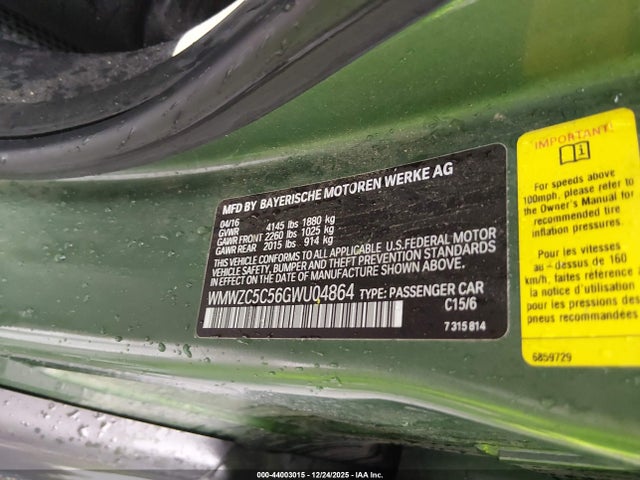 MFD BY BAYERISCHE MOTOREN WERKE AG
04/16
GVWR 4145 lbs 1880 kg
GAWR FRONT 2260 lbs 1025 kg
GAWR REAR 2015 lbs 914 kg
THIS VEHICLE CONFORMS TO ALL APPLICABLE U.S.FEDERAL MOTOR
VEHICLE SAFETY, BUMPER, AND THEFT PREVENTION STANDARDS
IN EFFECT ON THE DATE OF MANUFACTURE SHOWN ABOVE.
WMWZC5C56GWU04864 TYPE: PASSENGER CAR
C15/6
7 315 814
IMPORTANT!
For speeds above
100mph, please refer to
the Owner's Manual for
recommended tire
inflation pressures.
Pour les vitesses
au - dessus de 160
km/h, faites référence
pour les pressions des
pneus recommandées
6859729
000-44003015 - 12/24/2025 - IAA Inc.